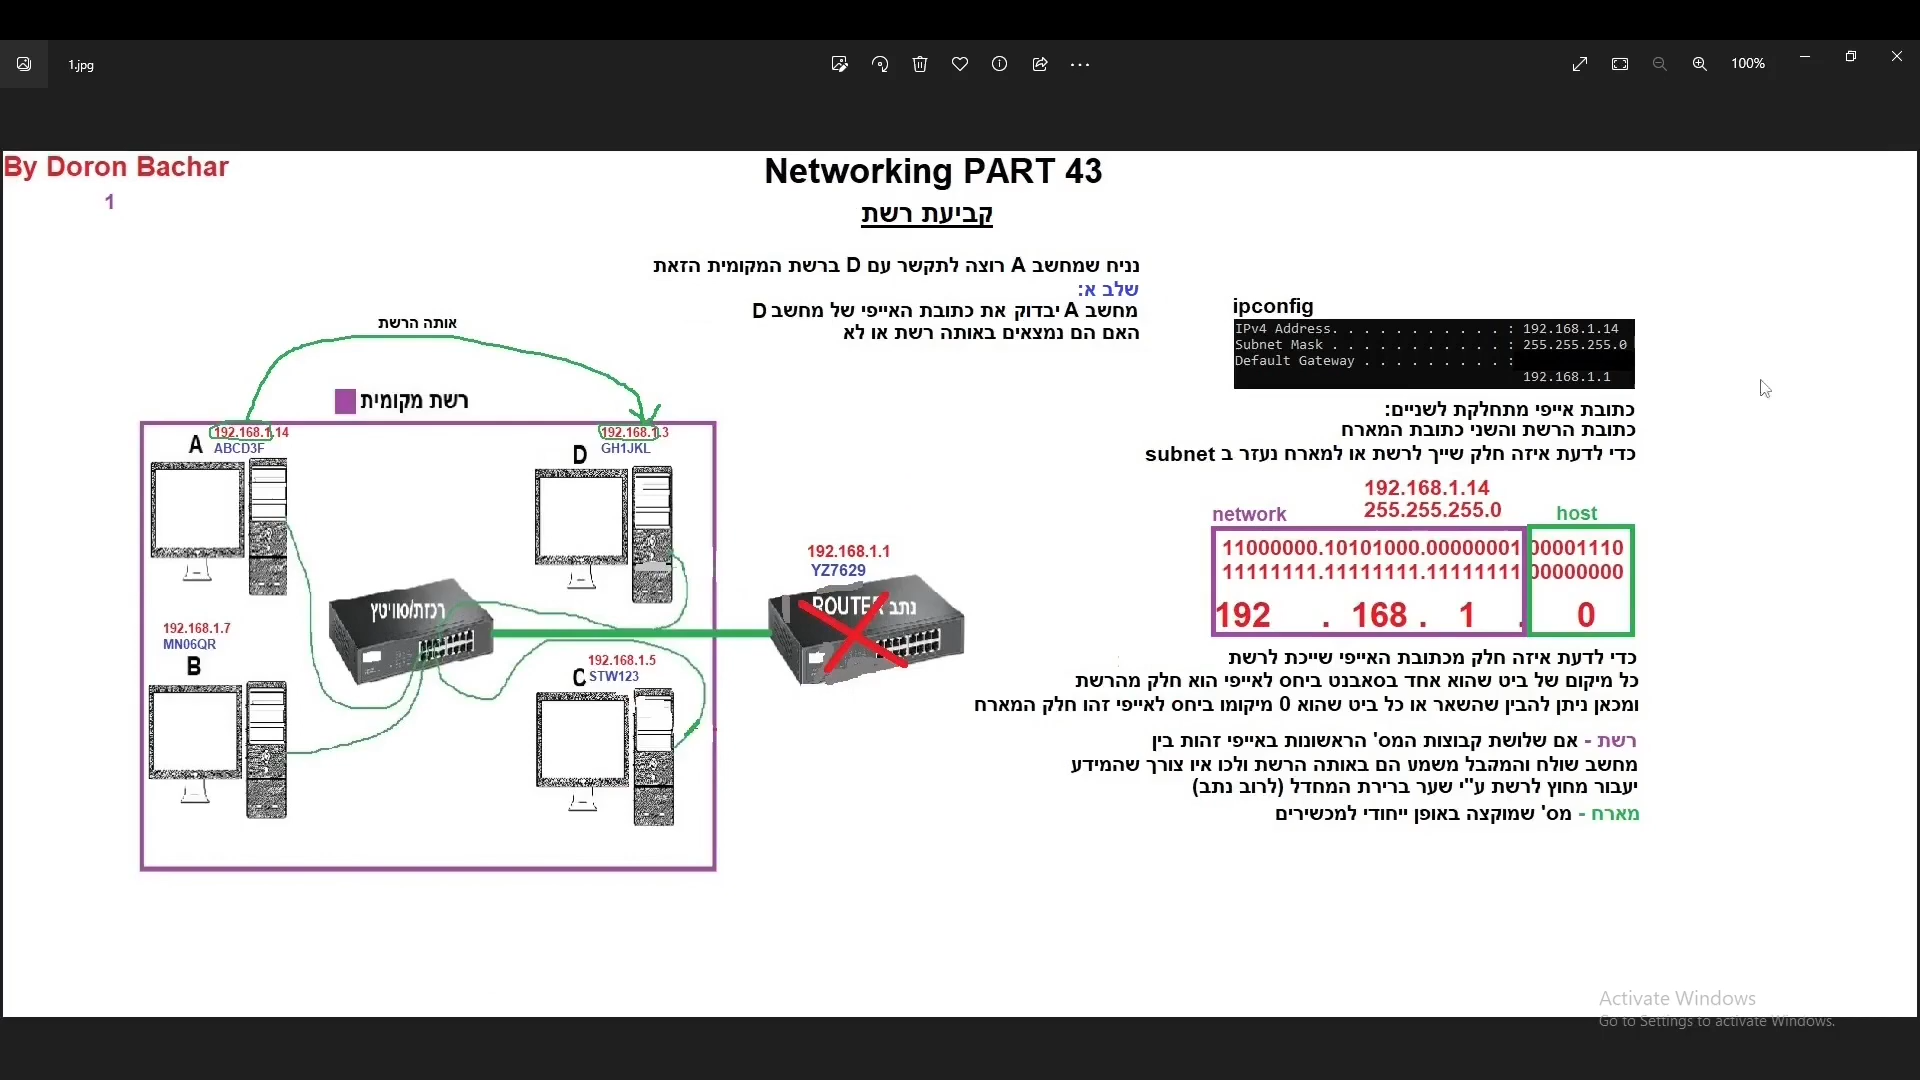 1.jpg
100%
By Doron Bachar
1
Networking PART 43
קביעת רשת
נניח שמחשב A רוצה לתקשר עם D ברשת המקומית הזאת
שלב א:
מחשב A יבדוק את כתובת האייפי של מחשב D
האם הם נמצאים באותה רשת או לא
אותה הרשת
רשת מקומית
A
192.168.1.14
ABCD3F
D
192.168.1.3
GH1JKL
192.168.1.7
MN06QR
B
192.168.1.5
C STW123
רכזת/סוויטץ
192.168.1.1
YZ7629
ROUTER נתב
ipconfig
IPv4 Address. . . . . . . . . . . : 192.168.1.14
Subnet Mask . . . . . . . . . . . : 255.255.255.0
Default Gateway . . . . . . . . . :
192.168.1.1
כתובת אייפי מתחלקת לשניים:
כתובת הרשת והשני כתובת המארח
כדי לדעת איזה חלק שייך לרשת או למארח נעזר ב subnet
192.168.1.14
255.255.255.0
network
host
11000000.10101000.00000001 00001110
11111111.11111111.11111111 00000000
192 . 168 . 1 . 0
כדי לדעת איזה חלק מכתובת האייפי שייכת לרשת
כל מיקום של ביט שהוא אחד בסאבנט ביחס לאייפי הוא חלק מהרשת
ומכאן ניתן להבין שהשאר או כל ביט שהוא 0 מיקומו ביחס לאייפי זהו חלק המארח
רשת - אם שלושת קבוצות המס' הראשונות באייפי זהות בין
מחשב שולח והמקבל משמע הם באותה הרשת ולכן אין צורך שהמידע
יעבור מחוץ לרשת ע"י שער ברירת המחדל (לרוב נתב)
מארח - מס' שמוקצה באופן ייחודי למכשירים
Activate Windows
Go to Settings to activate Windows.